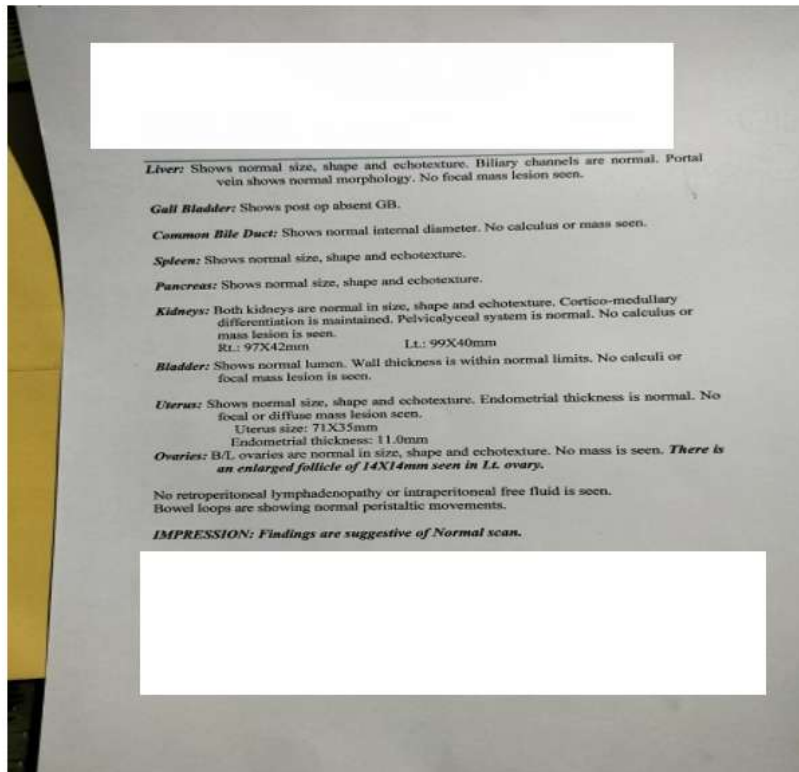 Liver: Shows normal size, shape and echotexture. Biliary channels are normal. Portal
vein shows normal morphology. No focal mass lesion seen.
Gall Bladder: Shows post op absent GB.
Common Bile Duct: Shows normal internal diameter. No calculus or mass seen.
Spleen: Shows normal size, shape and echotexture.
Pancreas: Shows normal size, shape and echotexture.
Kidneys: Both kidneys are normal in size, shape and echotexture. Cortico-medullary
differentiation is maintained. Pelvicalyceal system is normal. No calculus or
mass lesion is seen.
Rt.: 97X42mm Lt.: 99X40mm
Bladder: Shows normal lumen. Wall thickness is within normal limits. No calculi or
focal mass lesion is seen.
Uterus: Shows normal size, shape and echotexture. Endometrial thickness is normal. No
focal or diffuse mass lesion seen.
Uterus size: 71X35mm
Endometrial thickness: 11.0mm
Ovaries: B/L ovaries are normal in size, shape and echotexture. No mass is seen. There is
an enlarged follicle of 14X14mm seen in Lt. ovary.
No retroperitoneal lymphadenopathy or intraperitoneal free fluid is seen.
Bowel loops are showing normal peristaltic movements.
IMPRESSION: Findings are suggestive of Normal scan.